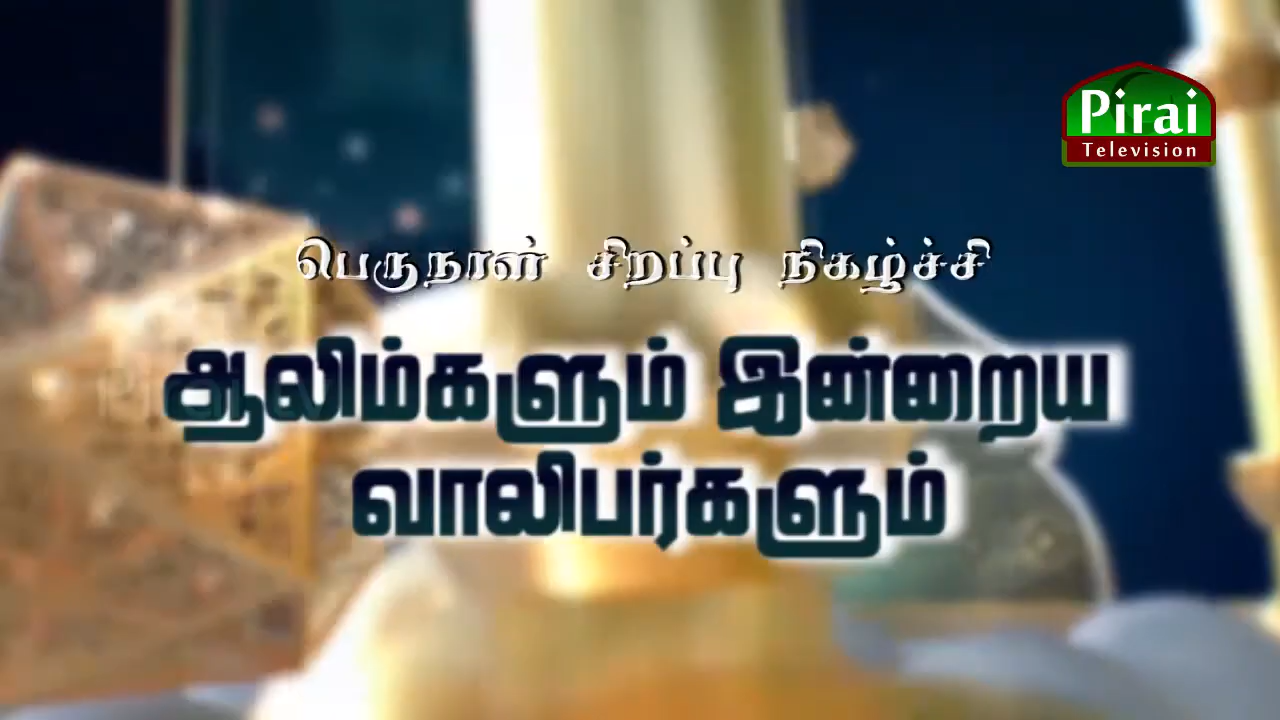 Pirai
Television
பெருநாள் சிறப்பு நிகழ்ச்சி
ஆலிம்களும் இன்றைய
வாலிபர்களும்